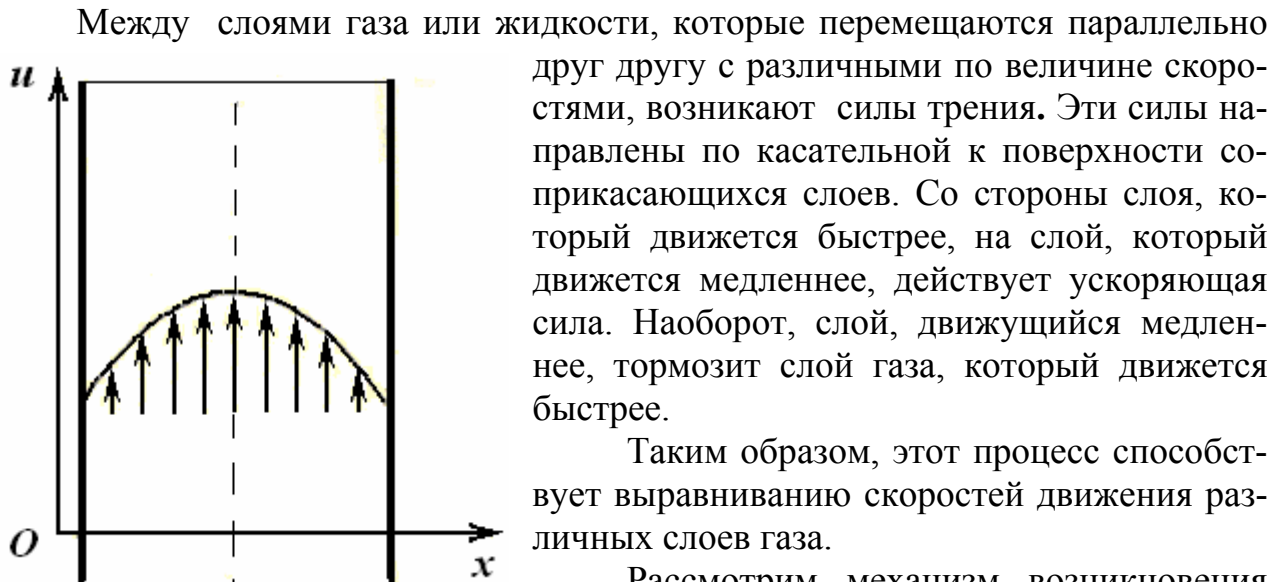 Между слоями газа или жидкости, которые перемещаются параллельно
друг другу с различными по величине скоро-
стями, возникают силы трения. Эти силы на-
правлены по касательной к поверхности со-
прикасающихся слоев. Со стороны слоя, ко-
торый движется быстрее, на слой, который
движется медленнее, действует ускоряющая
сила. Наоборот, слой, движущийся медлен-
нее, тормозит слой газа, который движется
быстрее.
Таким образом, этот процесс способст-
вует выравниванию скоростей движения раз-
личных слоев газа.
Рассмотрим механизм возникновения
u
O
x